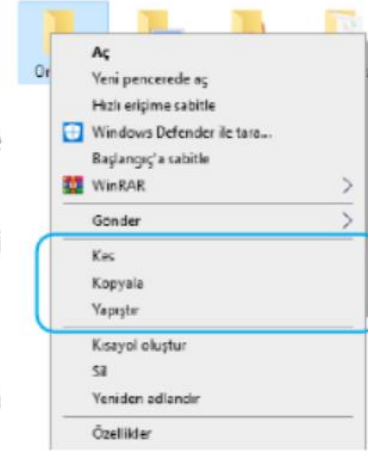 Aç
Yeni pencerede aç
Hızlı erişime sabitle
Windows Defender ile tara...
Başlangıç'a sabitle
WinRAR
Gönder
Kes
Kopyala
Yapıştır
Kısayol oluştur
Sil
Yeniden adlandır
Özellikler